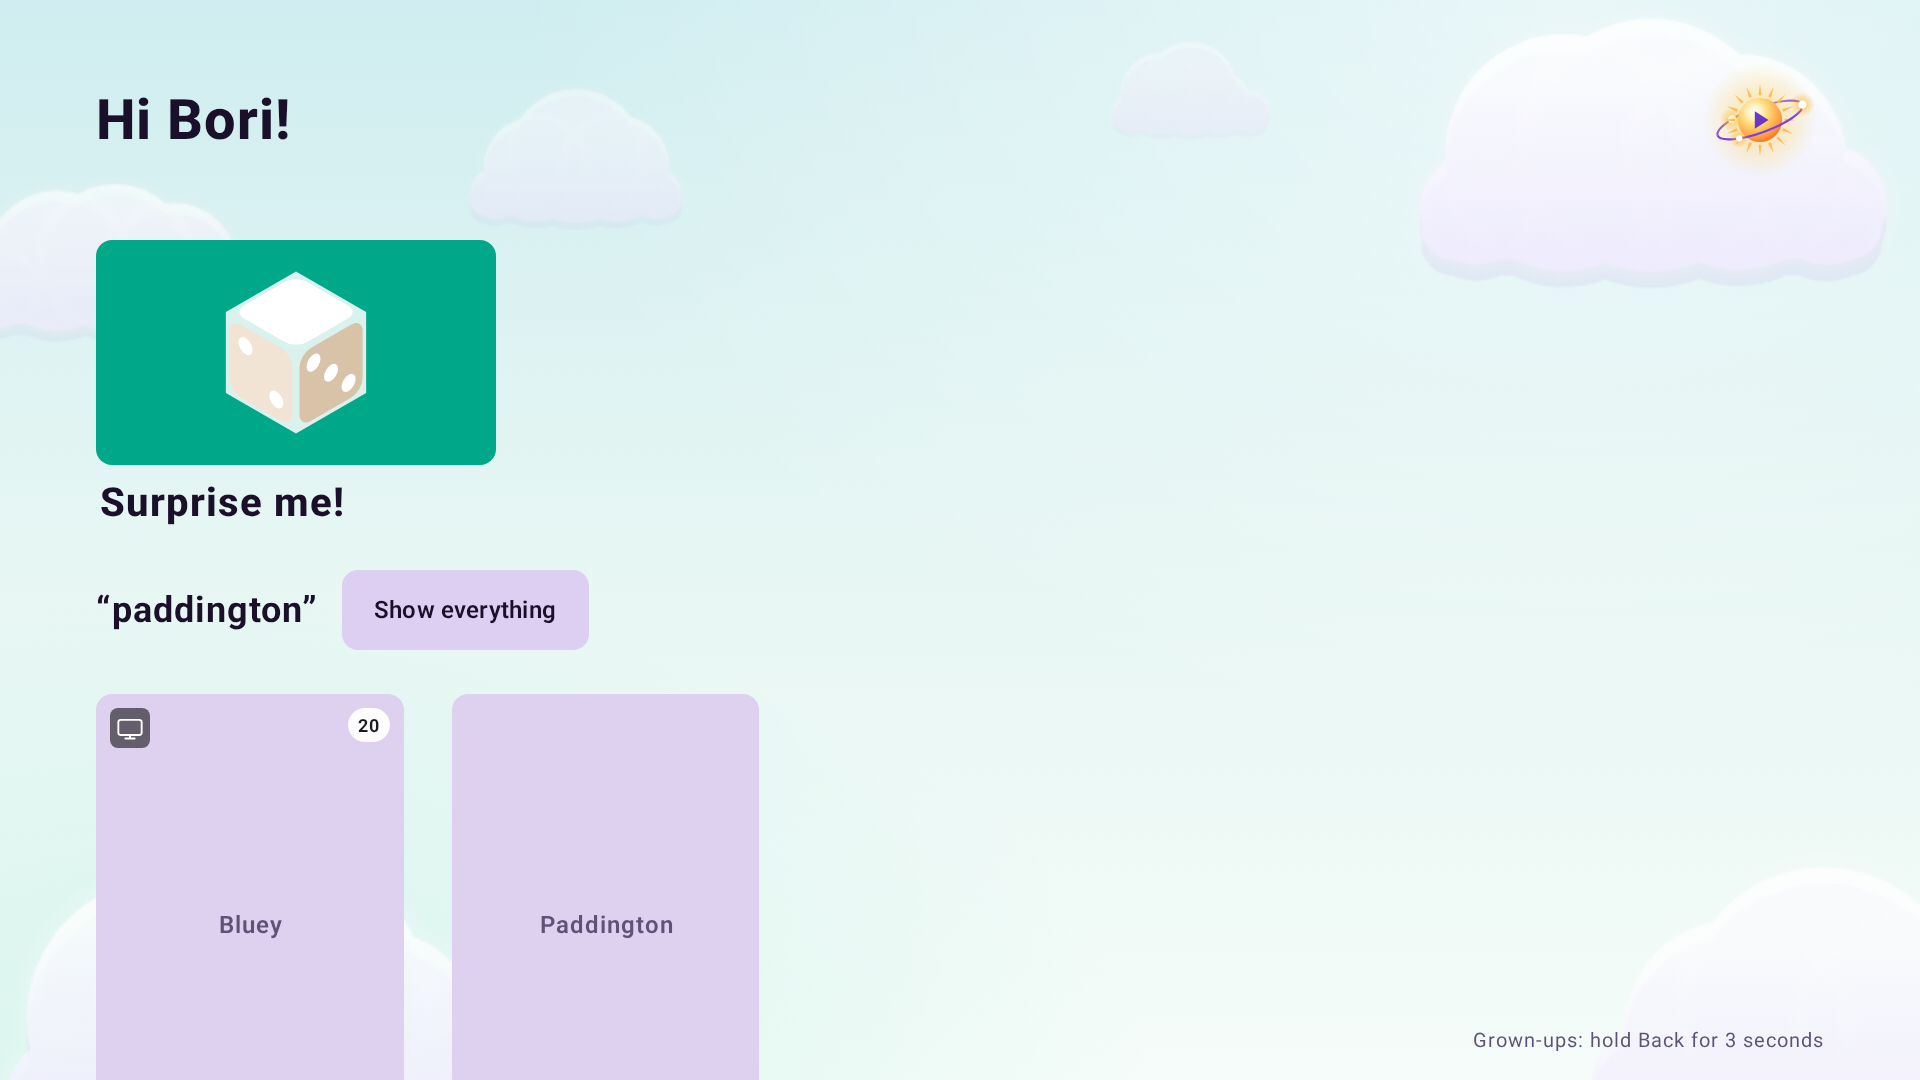 Hi Bori!
Surprise me!
“paddington”
Show everything
20
Bluey
Paddington
Grown-ups: hold Back for 3 seconds